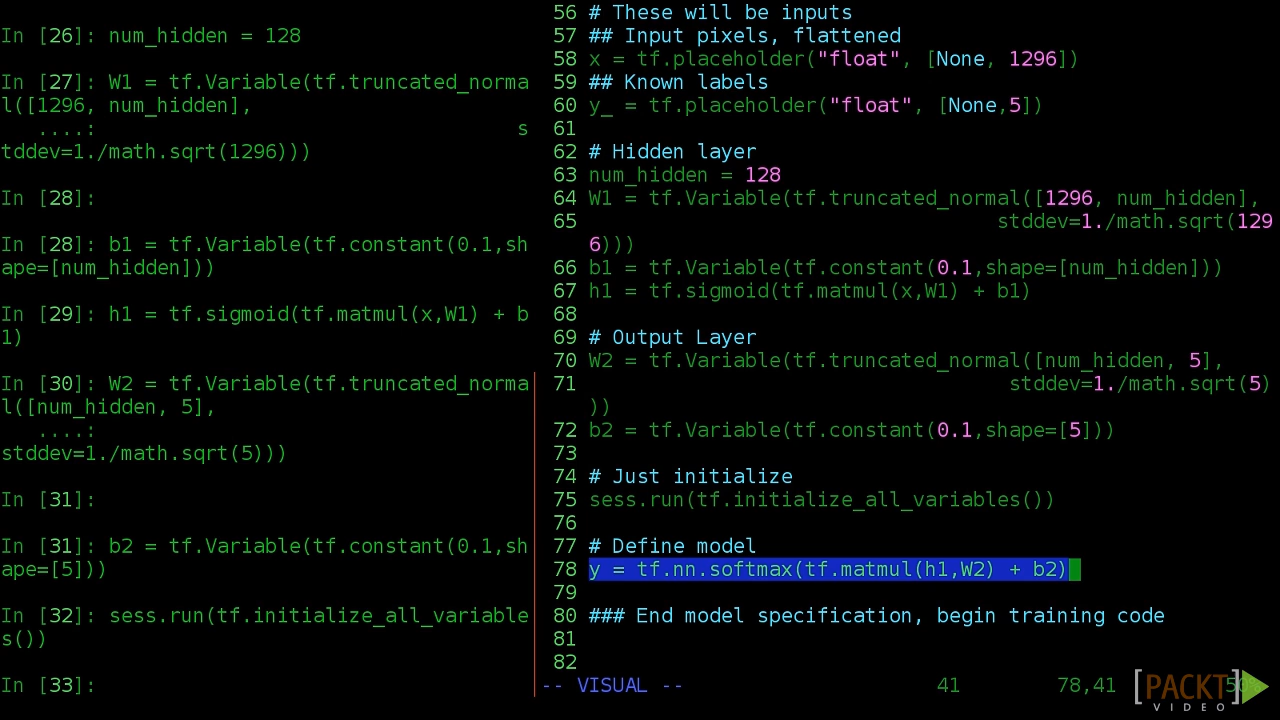 In [26]: num_hidden = 128
In [27]: W1 = tf.Variable(tf.truncated_norma
l([1296, num_hidden],
   ....:                                   s
tddev=1./math.sqrt(1296)))
In [28]:
In [28]: b1 = tf.Variable(tf.constant(0.1,sh
ape=[num_hidden]))
In [29]: h1 = tf.sigmoid(tf.matmul(x,W1) + b
1)
In [30]: W2 = tf.Variable(tf.truncated_norma
l([num_hidden, 5],
   ....:
stddev=1./math.sqrt(5)))
In [31]:
In [31]: b2 = tf.Variable(tf.constant(0.1,sh
ape=[5]))
In [32]: sess.run(tf.initialize_all_variable
s())
In [33]:
56 # These will be inputs
57 ## Input pixels, flattened
58 x = tf.placeholder("float", [None, 1296])
59 ## Known labels
60 y_ = tf.placeholder("float", [None,5])
61
62 # Hidden layer
63 num_hidden = 128
64 W1 = tf.Variable(tf.truncated_normal([1296, num_hidden],
65                                   stddev=1./math.sqrt(129
6)))
66 b1 = tf.Variable(tf.constant(0.1,shape=[num_hidden]))
67 h1 = tf.sigmoid(tf.matmul(x,W1) + b1)
68
69 # Output Layer
70 W2 = tf.Variable(tf.truncated_normal([num_hidden, 5],
71                                    stddev=1./math.sqrt(5)
))
72 b2 = tf.Variable(tf.constant(0.1,shape=[5]))
73
74 # Just initialize
75 sess.run(tf.initialize_all_variables())
76
77 # Define model
78 y = tf.nn.softmax(tf.matmul(h1,W2) + b2)
79
80 ### End model specification, begin training code
81
82
-- VISUAL -- 41 78,41
[PACKT]
VIDEO